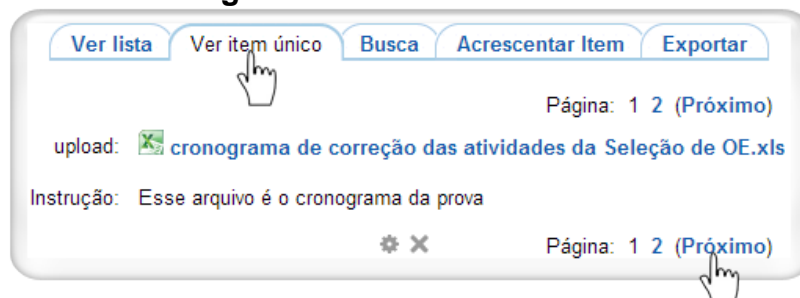 Ver lista Ver item único Busca Acrescentar Item Exportar
Página: 1 2 (Próximo)
upload: cronograma de correção das atividades da Seleção de OE.xls
Instrução: Esse arquivo é o cronograma da prova
Página: 1 2 (Próximo)